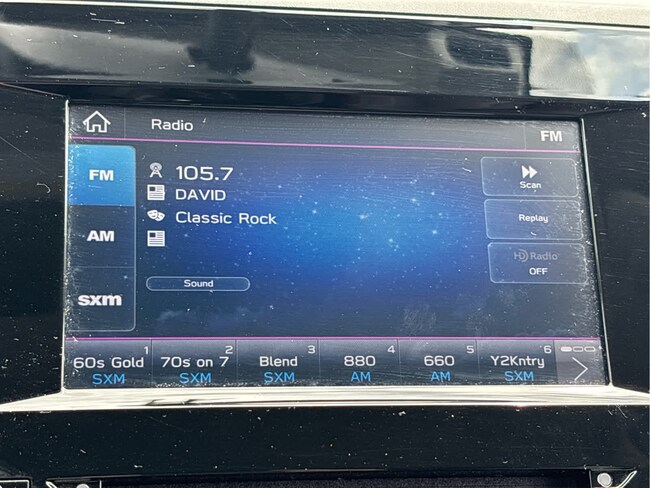 Radio
FM
FM
AM
sxm
105.7
DAVID
Classic Rock
Sound
Scan
Replay
HD Radio
OFF
1
60s Gold
SXM
2
70s on 7
SXM
3
Blend
SXM
4
880
AM
5
660
AM
6
Y2Kntry
SXM